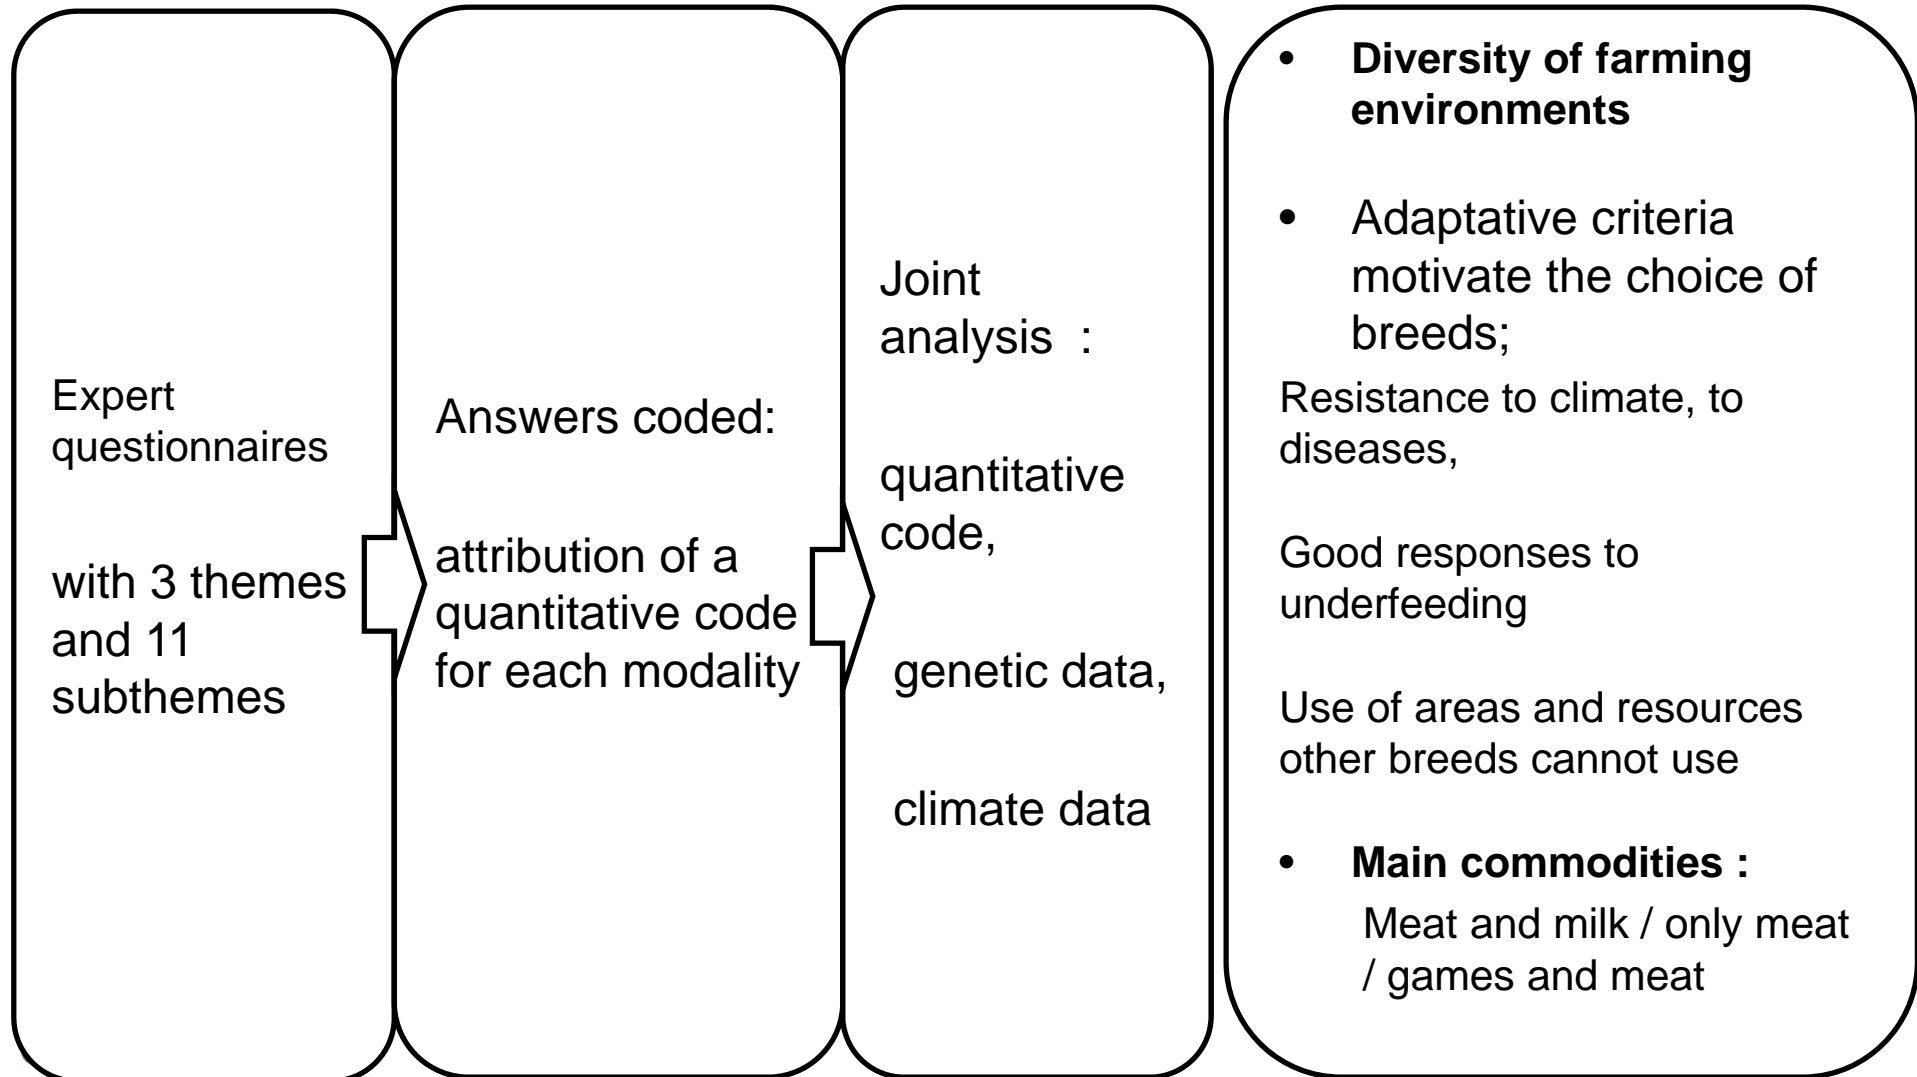 Expert
questionnaires
with 3 themes
and 11
subthemes
Answers coded:
attribution of a
quantitative code
for each modality
Joint
analysis :
quantitative
code,
genetic data,
climate data
• Diversity of farming
environments
• Adaptative criteria
motivate the choice of
breeds;
Resistance to climate, to
diseases,
Good responses to
underfeeding
Use of areas and resources
other breeds cannot use
• Main commodities :
Meat and milk / only meat
/ games and meat